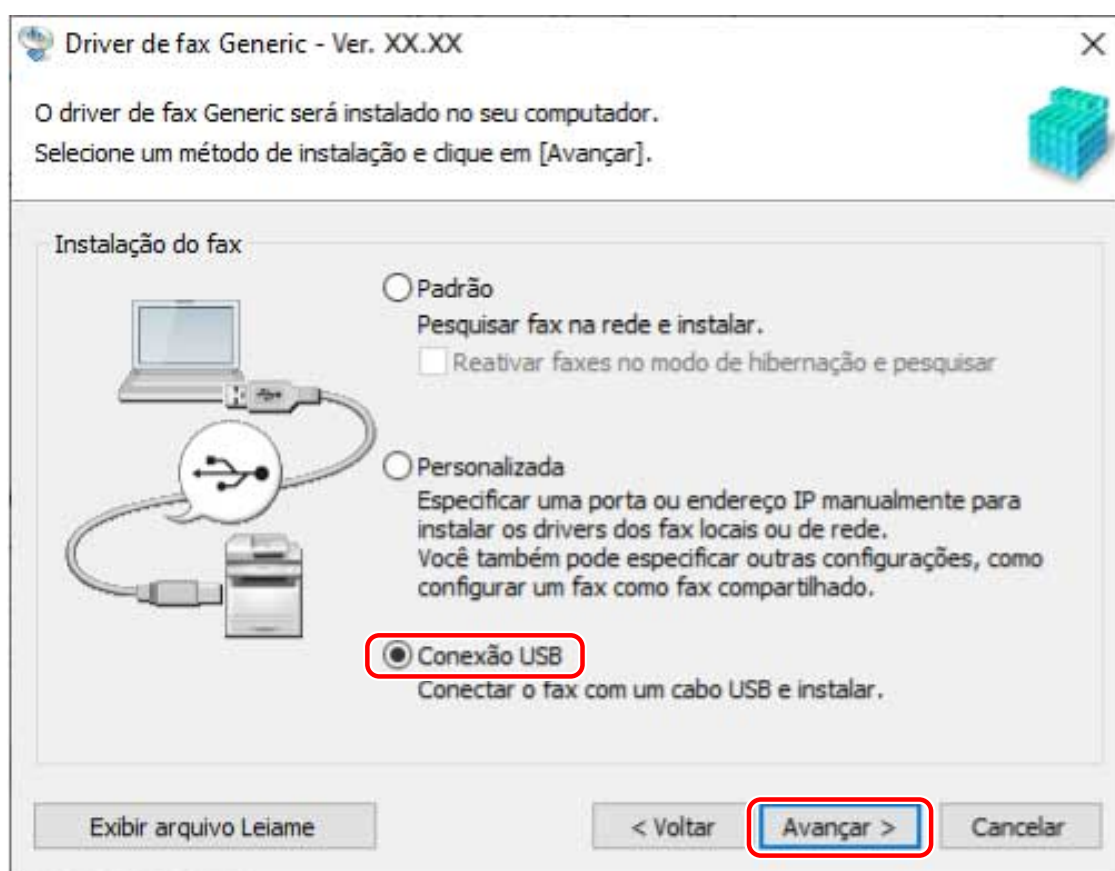 Driver de fax Generic - Ver. XX.XX
O driver de fax Generic será instalado no seu computador.
Selecione um método de instalação e clique em [Avançar].
Instalação do fax
Padrão
Pesquisar fax na rede e instalar.
Reativar faxes no modo de hibernação e pesquisar
Personalizada
Especificar uma porta ou endereço IP manualmente para
instalar os drivers dos fax locais ou de rede.
Você também pode especificar outras configurações, como
configurar um fax como fax compartilhado.
Conexão USB
Conectar o fax com um cabo USB e instalar.
Exibir arquivo Leiame
< Voltar
Avançar >
Cancelar